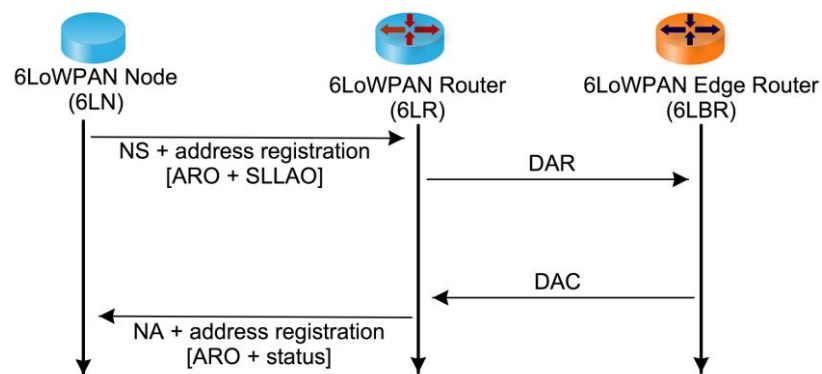 6LoWPAN Node
(6LN)
6LoWPAN Router
(6LR)
6LoWPAN Edge Router
(6LBR)
NS + address registration
[ARO + SLLAO]
DAR
DAC
NA + address registration
[ARO + status]